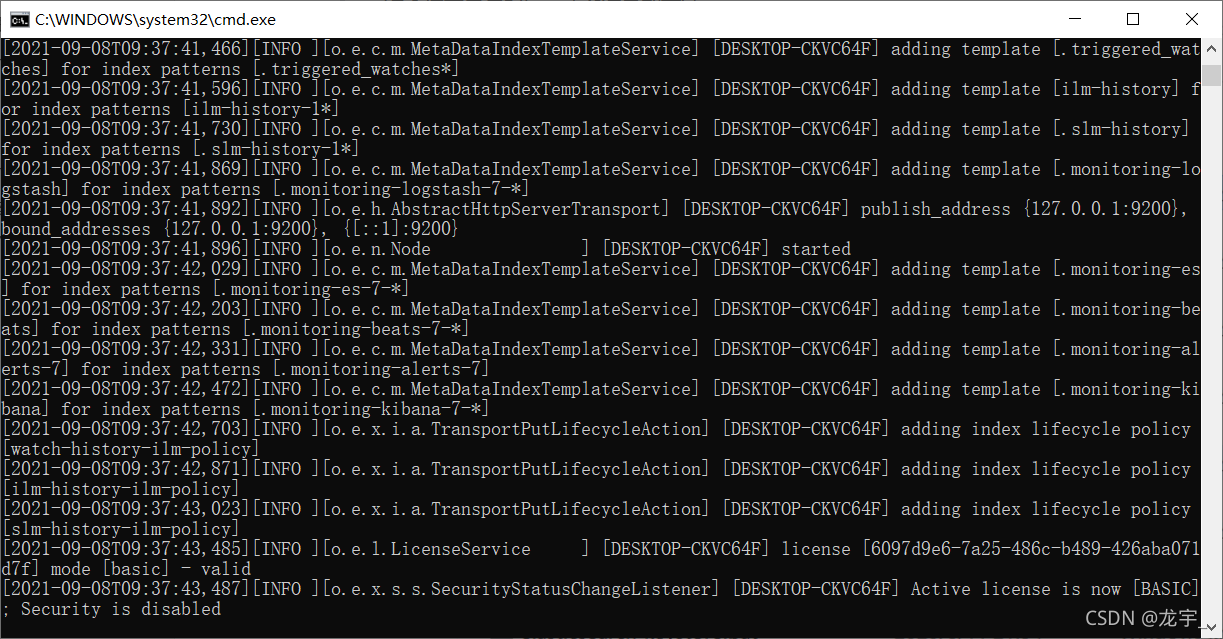 C:\WINDOWS\system32\cmd.exe
[2021-09-08T09:37:41,466][INFO ][o.e.c.m.MetaDataIndexTemplateService] [DESKTOP-CKVC64F] adding template [.triggered_wat
ches] for index patterns [.triggered_watches*]
[2021-09-08T09:37:41,596][INFO ][o.e.c.m.MetaDataIndexTemplateService] [DESKTOP-CKVC64F] adding template [ilm-history] f
or index patterns [ilm-history-1*]
[2021-09-08T09:37:41,730][INFO ][o.e.c.m.MetaDataIndexTemplateService] [DESKTOP-CKVC64F] adding template [.slm-history]
for index patterns [.slm-history-1*]
[2021-09-08T09:37:41,869][INFO ][o.e.c.m.MetaDataIndexTemplateService] [DESKTOP-CKVC64F] adding template [.monitoring-lo
gstash] for index patterns [.monitoring-logstash-7-*]
[2021-09-08T09:37:41,892][INFO ][o.e.h.AbstractHttpServerTransport] [DESKTOP-CKVC64F] publish_address {127.0.0.1:9200},
bound_addresses {127.0.0.1:9200}, {[::1]:9200}
[2021-09-08T09:37:41,896][INFO ][o.e.n.Node               ] [DESKTOP-CKVC64F] started
[2021-09-08T09:37:42,029][INFO ][o.e.c.m.MetaDataIndexTemplateService] [DESKTOP-CKVC64F] adding template [.monitoring-es
] for index patterns [.monitoring-es-7-*]
[2021-09-08T09:37:42,203][INFO ][o.e.c.m.MetaDataIndexTemplateService] [DESKTOP-CKVC64F] adding template [.monitoring-be
ats] for index patterns [.monitoring-beats-7-*]
[2021-09-08T09:37:42,331][INFO ][o.e.c.m.MetaDataIndexTemplateService] [DESKTOP-CKVC64F] adding template [.monitoring-al
erts-7] for index patterns [.monitoring-alerts-7]
[2021-09-08T09:37:42,472][INFO ][o.e.c.m.MetaDataIndexTemplateService] [DESKTOP-CKVC64F] adding template [.monitoring-ki
bana] for index patterns [.monitoring-kibana-7-*]
[2021-09-08T09:37:42,703][INFO ][o.e.x.i.a.TransportPutLifecycleAction] [DESKTOP-CKVC64F] adding index lifecycle policy
[watch-history-ilm-policy]
[2021-09-08T09:37:42,871][INFO ][o.e.x.i.a.TransportPutLifecycleAction] [DESKTOP-CKVC64F] adding index lifecycle policy
[ilm-history-ilm-policy]
[2021-09-08T09:37:43,023][INFO ][o.e.x.i.a.TransportPutLifecycleAction] [DESKTOP-CKVC64F] adding index lifecycle policy
[slm-history-ilm-policy]
[2021-09-08T09:37:43,485][INFO ][o.e.l.LicenseService     ] [DESKTOP-CKVC64F] license [6097d9e6-7a25-486c-b489-426aba071
d7f] mode [basic] - valid
[2021-09-08T09:37:43,487][INFO ][o.e.x.s.s.SecurityStatusChangeListener] [DESKTOP-CKVC64F] Active license is now [BASIC]
; Security is disabled
CSDN @龙宇_